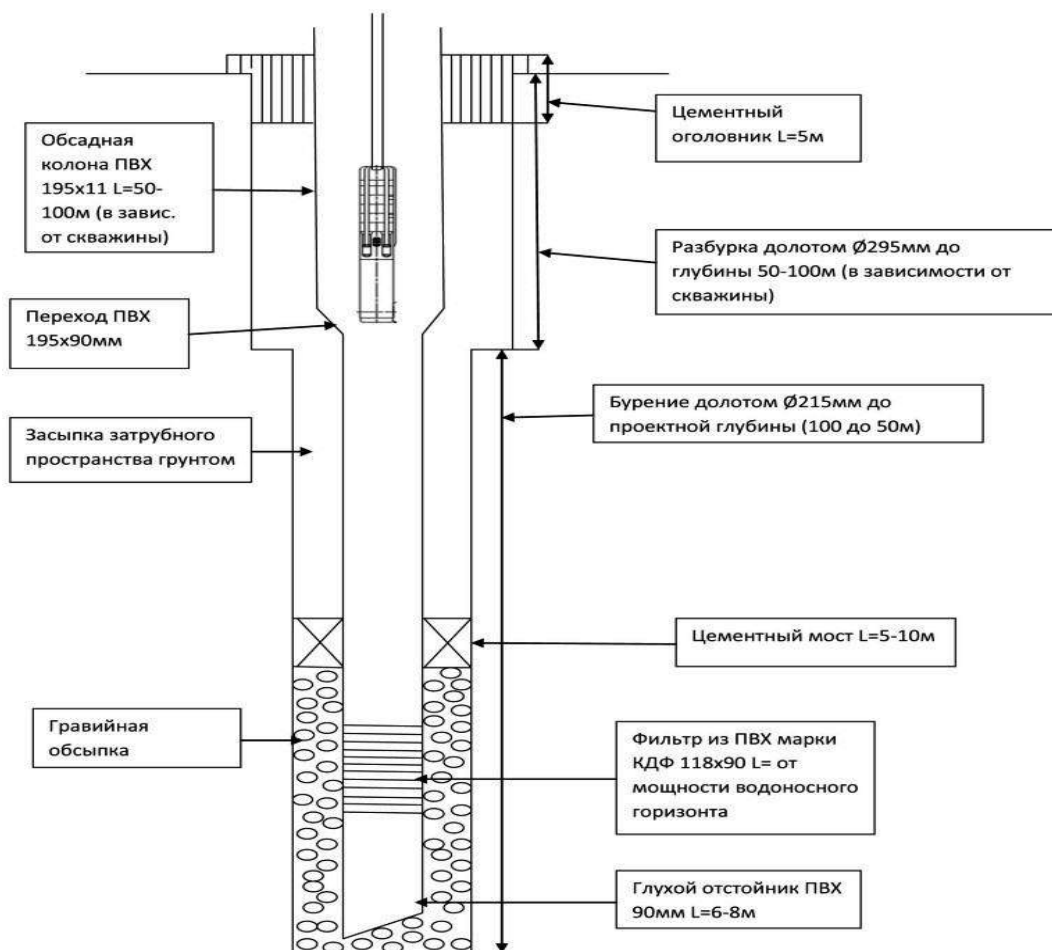 Цементный
оголовник L=5м
Обсадная
колона ПВХ
195х11 L=50-
100м (в завис.
от скважины)
Разбурка долотом Ø295мм до
глубины 50-100м (в зависимости от
скважины)
Переход ПВХ
195х90мм
Бурение долотом Ø215мм до
проектной глубины (100 до 50м)
Засыпка затрубного
пространства грунтом
Цементный мост L=5-10м
Гравийная
обсыпка
Фильтр из ПВХ марки
КДФ 118х90 L= от
мощности водоносного
горизонта
Глухой отстойник ПВХ
90мм L=6-8м